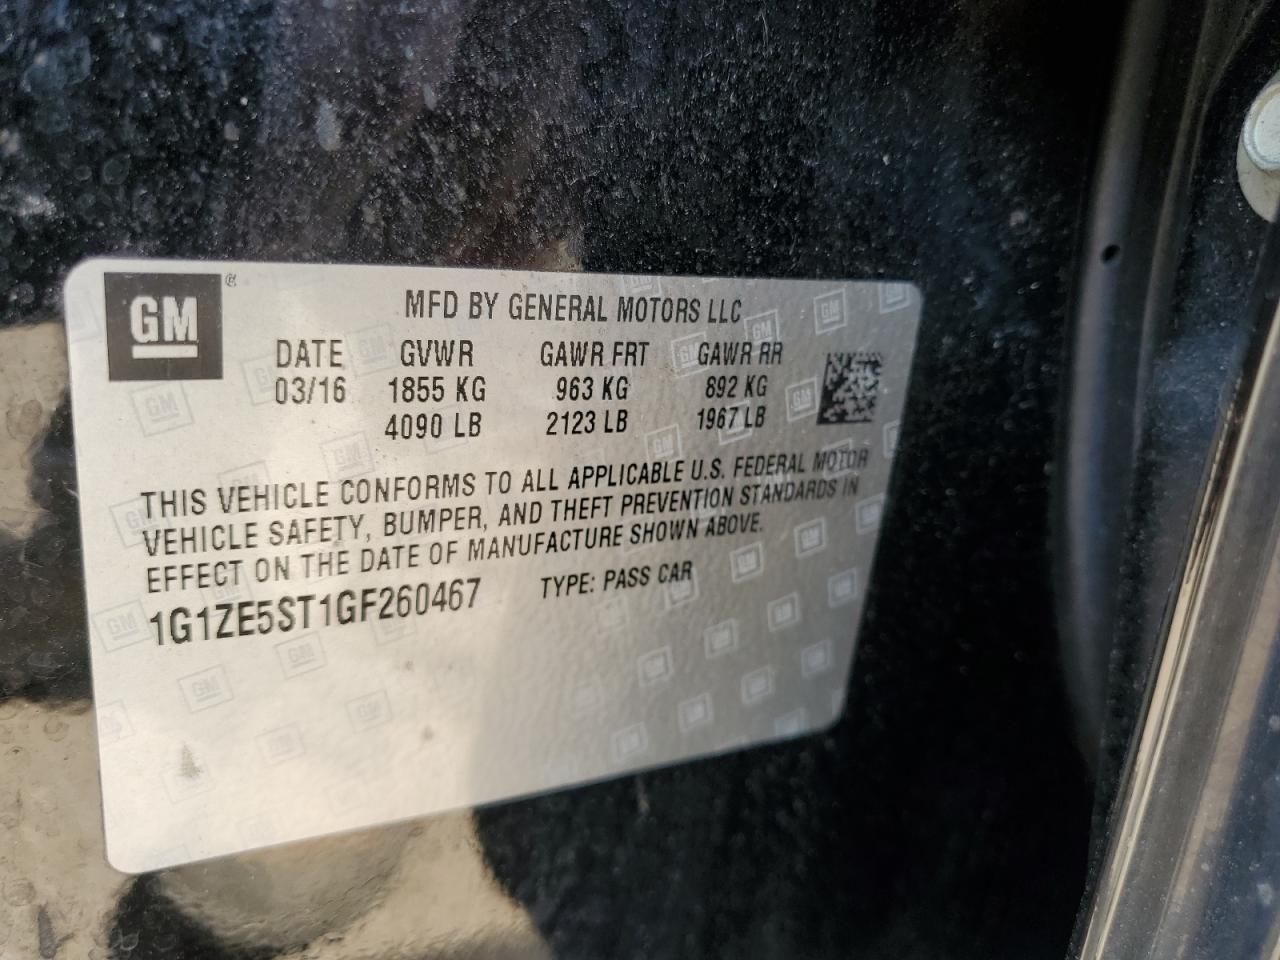 GM
MFD BY GENERAL MOTORS LLC
DATE GVWR GAWR FRT GAWR RR
03/16 1855 KG 963 KG 892 KG
4090 LB 2123 LB 1967 LB
THIS VEHICLE CONFORMS TO ALL APPLICABLE U.S. FEDERAL MOTOR
VEHICLE SAFETY, BUMPER, AND THEFT PREVENTION STANDARDS IN
EFFECT ON THE DATE OF MANUFACTURE SHOWN ABOVE.
1G1ZE5ST1GF260467 TYPE: PASS CAR